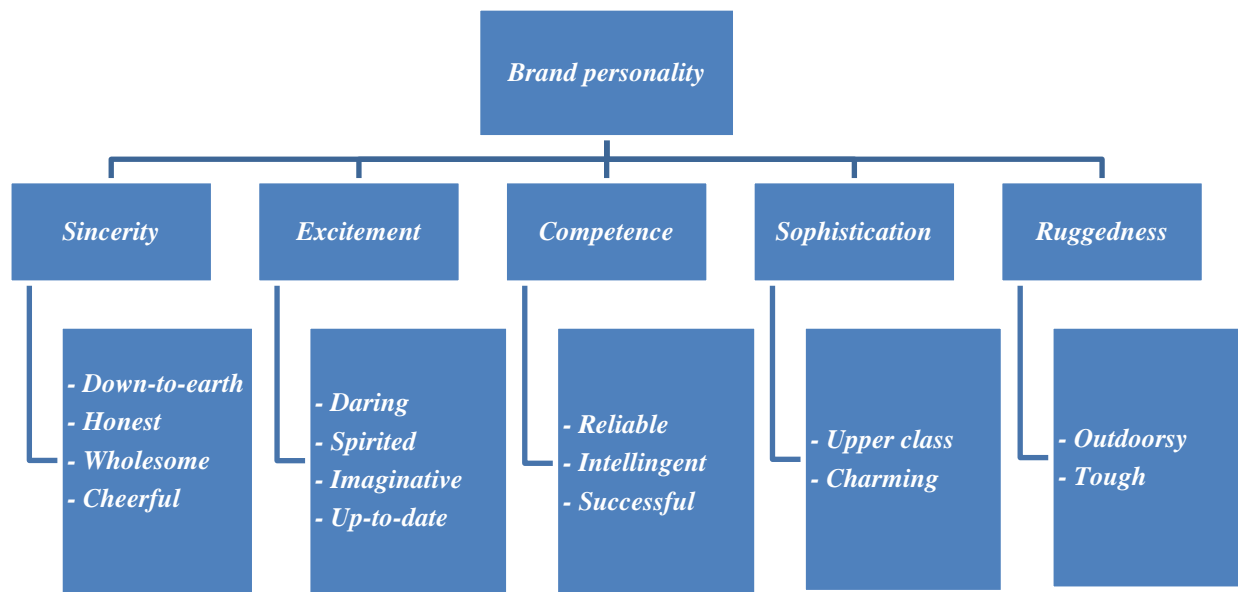 Brand personality
Sincerity
Excitement
Competence
Sophistication
Ruggedness
- Down-to-earth
- Honest
- Wholesome
- Cheerful
- Daring
- Spirited
- Imaginative
- Up-to-date
- Reliable
- Intellingent
- Successful
- Upper class
- Charming
- Outdoorsy
- Tough